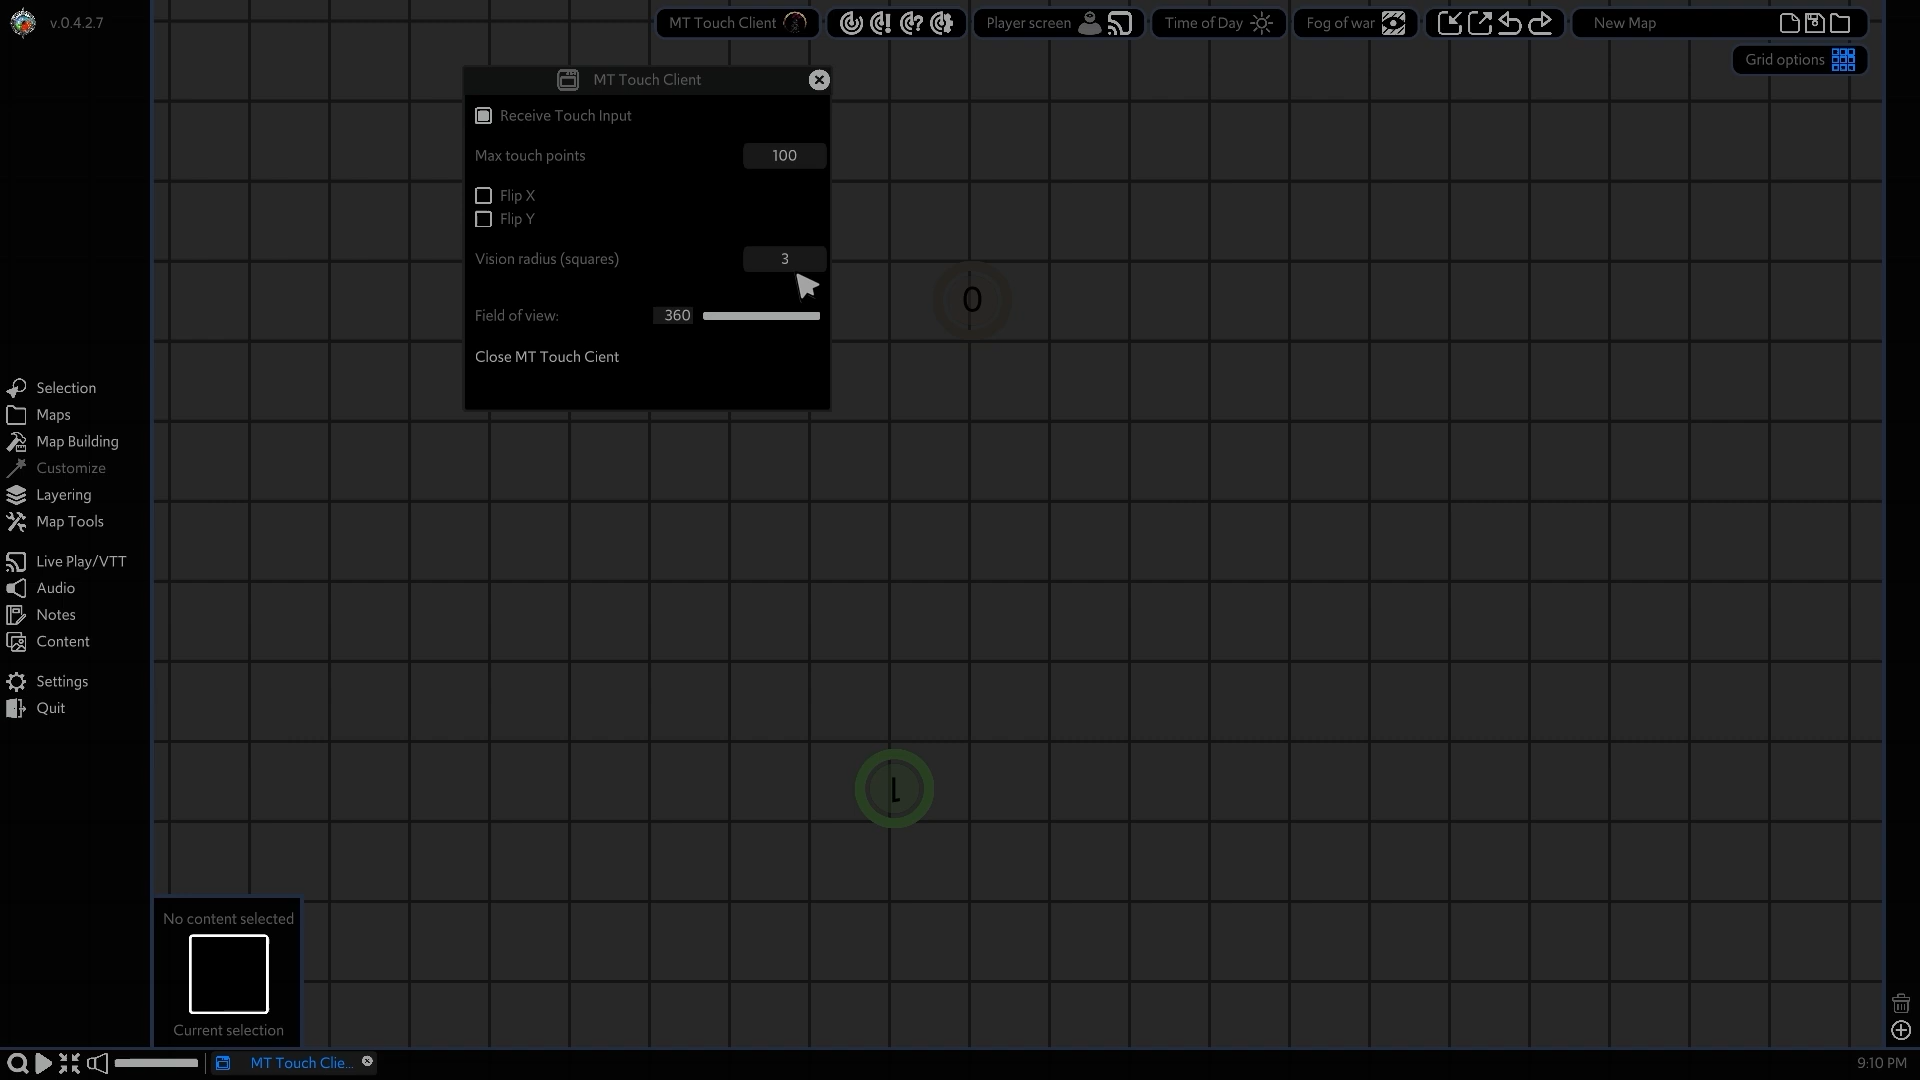 v.0.4.2.7
MT Touch Client
Player screen
Time of Day
Fog of war
New Map
Grid options
MT Touch Client
Receive Touch Input
Max touch points 100
Flip X
Flip Y
Vision radius (squares) 3
Field of view: 360
Close MT Touch Cient
0
1
Selection
Maps
Map Building
Customize
Layering
Map Tools
Live Play/VTT
Audio
Notes
Content
Settings
Quit
No content selected
Current selection
MT Touch Clie...
9:10 PM